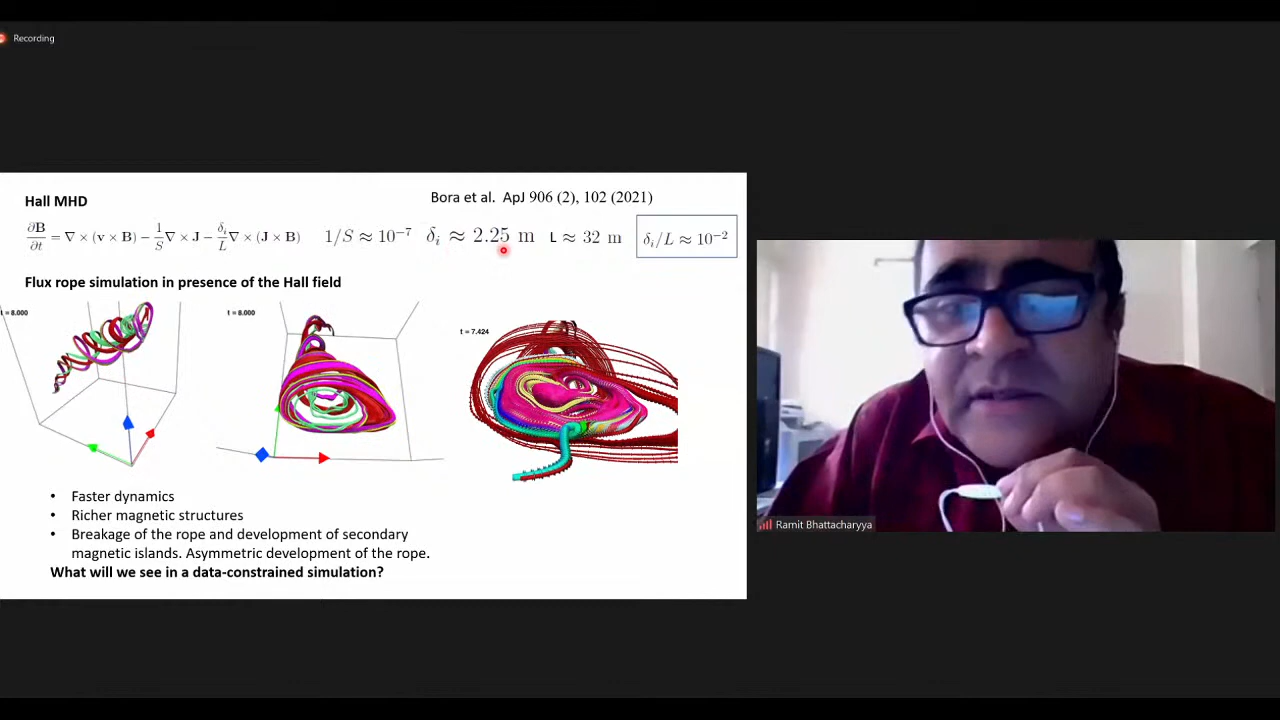 Recording
Hall MHD
Bora et al. ApJ 906 (2), 102 (2021)
∂B/∂t = ∇ × (v × B) − 1/S ∇ × J − δᵢ/L ∇ × (J × B) 1/S ≈ 10⁻⁷ δᵢ ≈ 2.25 m L ≈ 32 m δᵢ/L ≈ 10⁻²
Flux rope simulation in presence of the Hall field
t = 8.000
t = 8.000
t = 7.424
• Faster dynamics
• Richer magnetic structures
• Breakage of the rope and development of secondary
magnetic islands. Asymmetric development of the rope.
What will we see in a data-constrained simulation?
Ramit Bhattacharyya